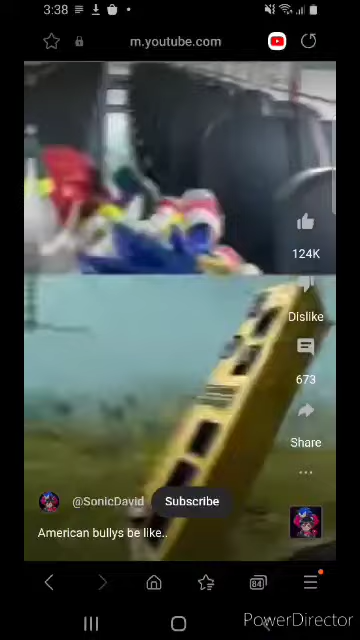 3:38
m.youtube.com
124K
Dislike
673
Share
@SonicDavid
Subscribe
American bullys be like..
84
PowerDirector